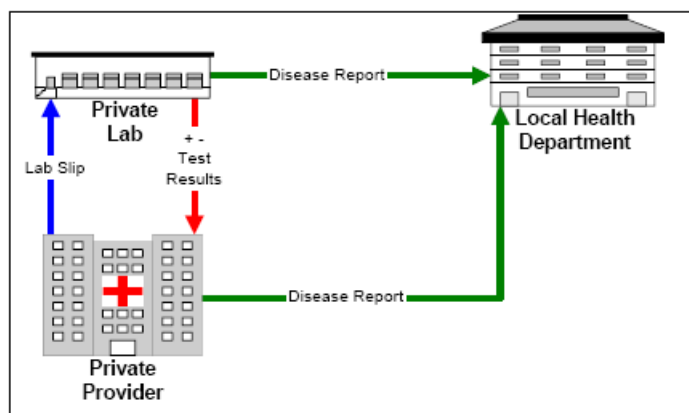 Disease Report
Private
Lab
Local Health
Department
+ -
Test
Results
Lab Slip
Disease Report
Private
Provider